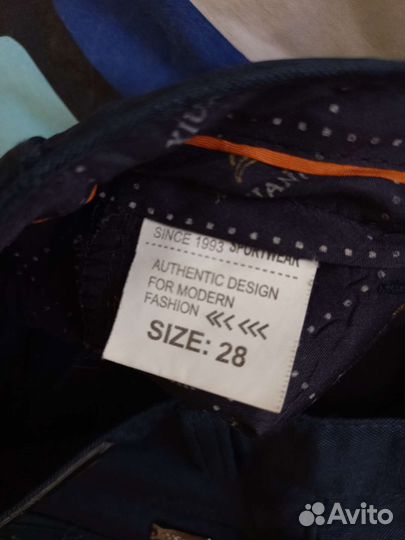 SINCE 1993 SPORTWEAR
AUTHENTIC DESIGN
FOR MODERN
FASHION
SIZE: 28
Avito